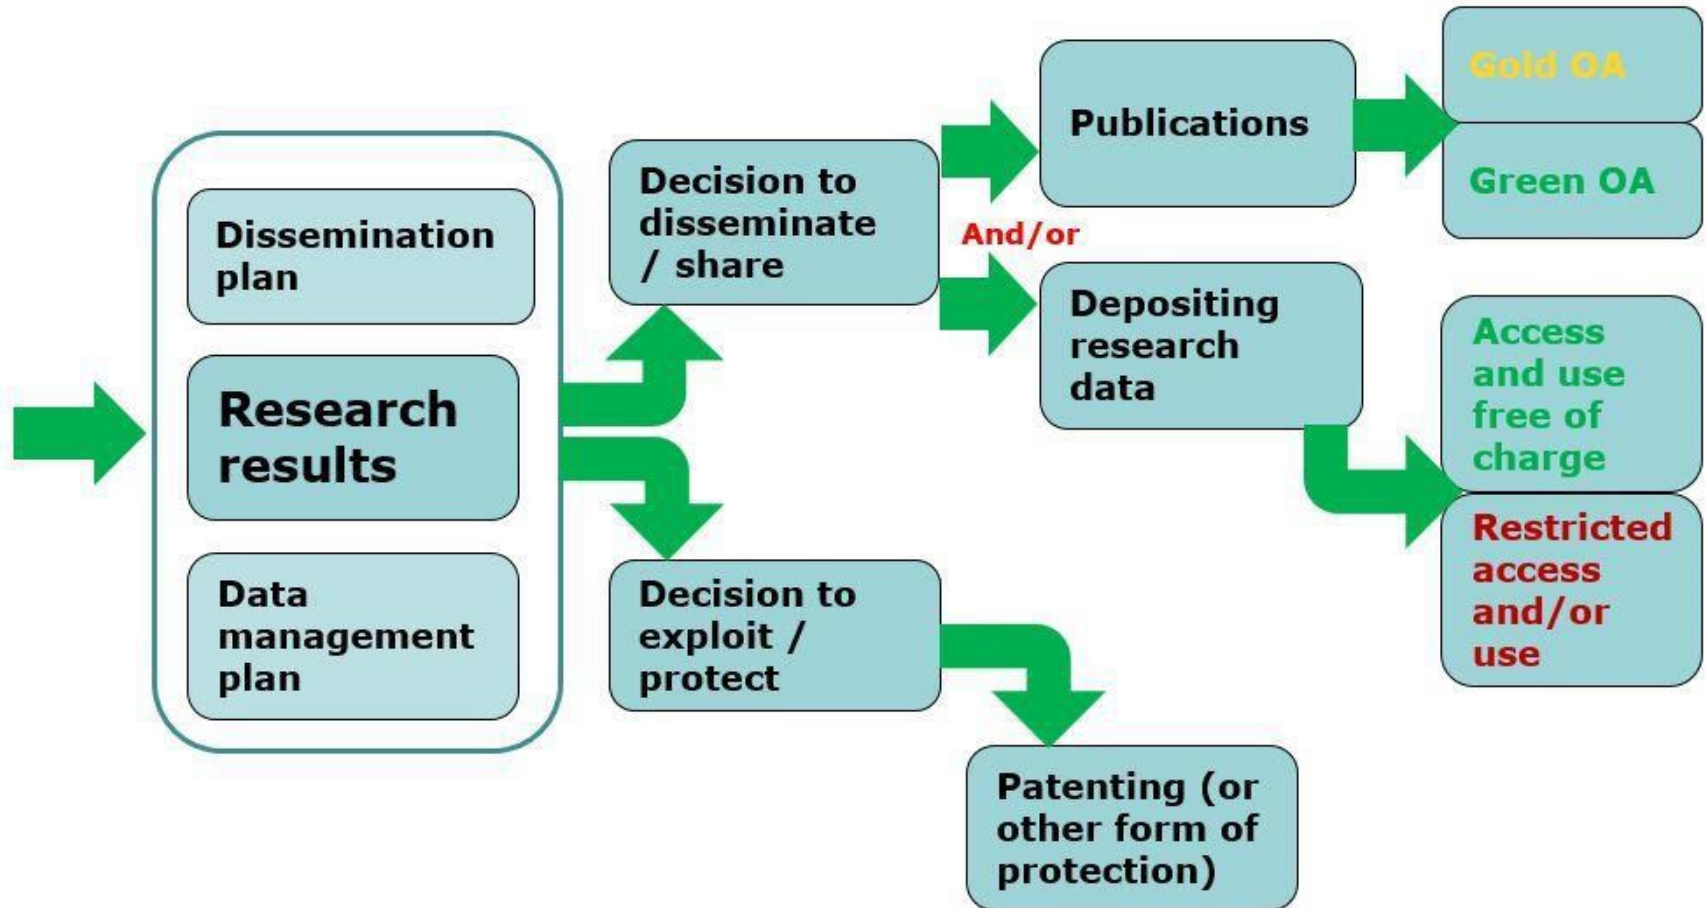 Dissemination
plan
Research
results
Data
management
plan
Decision to
disseminate
/ share
Decision to
exploit /
protect
And/or
Publications
Depositing
research
data
Patenting (or
other form of
protection)
Gold OA
Green OA
Access
and use
free of
charge
Restricted
access
and/or
use